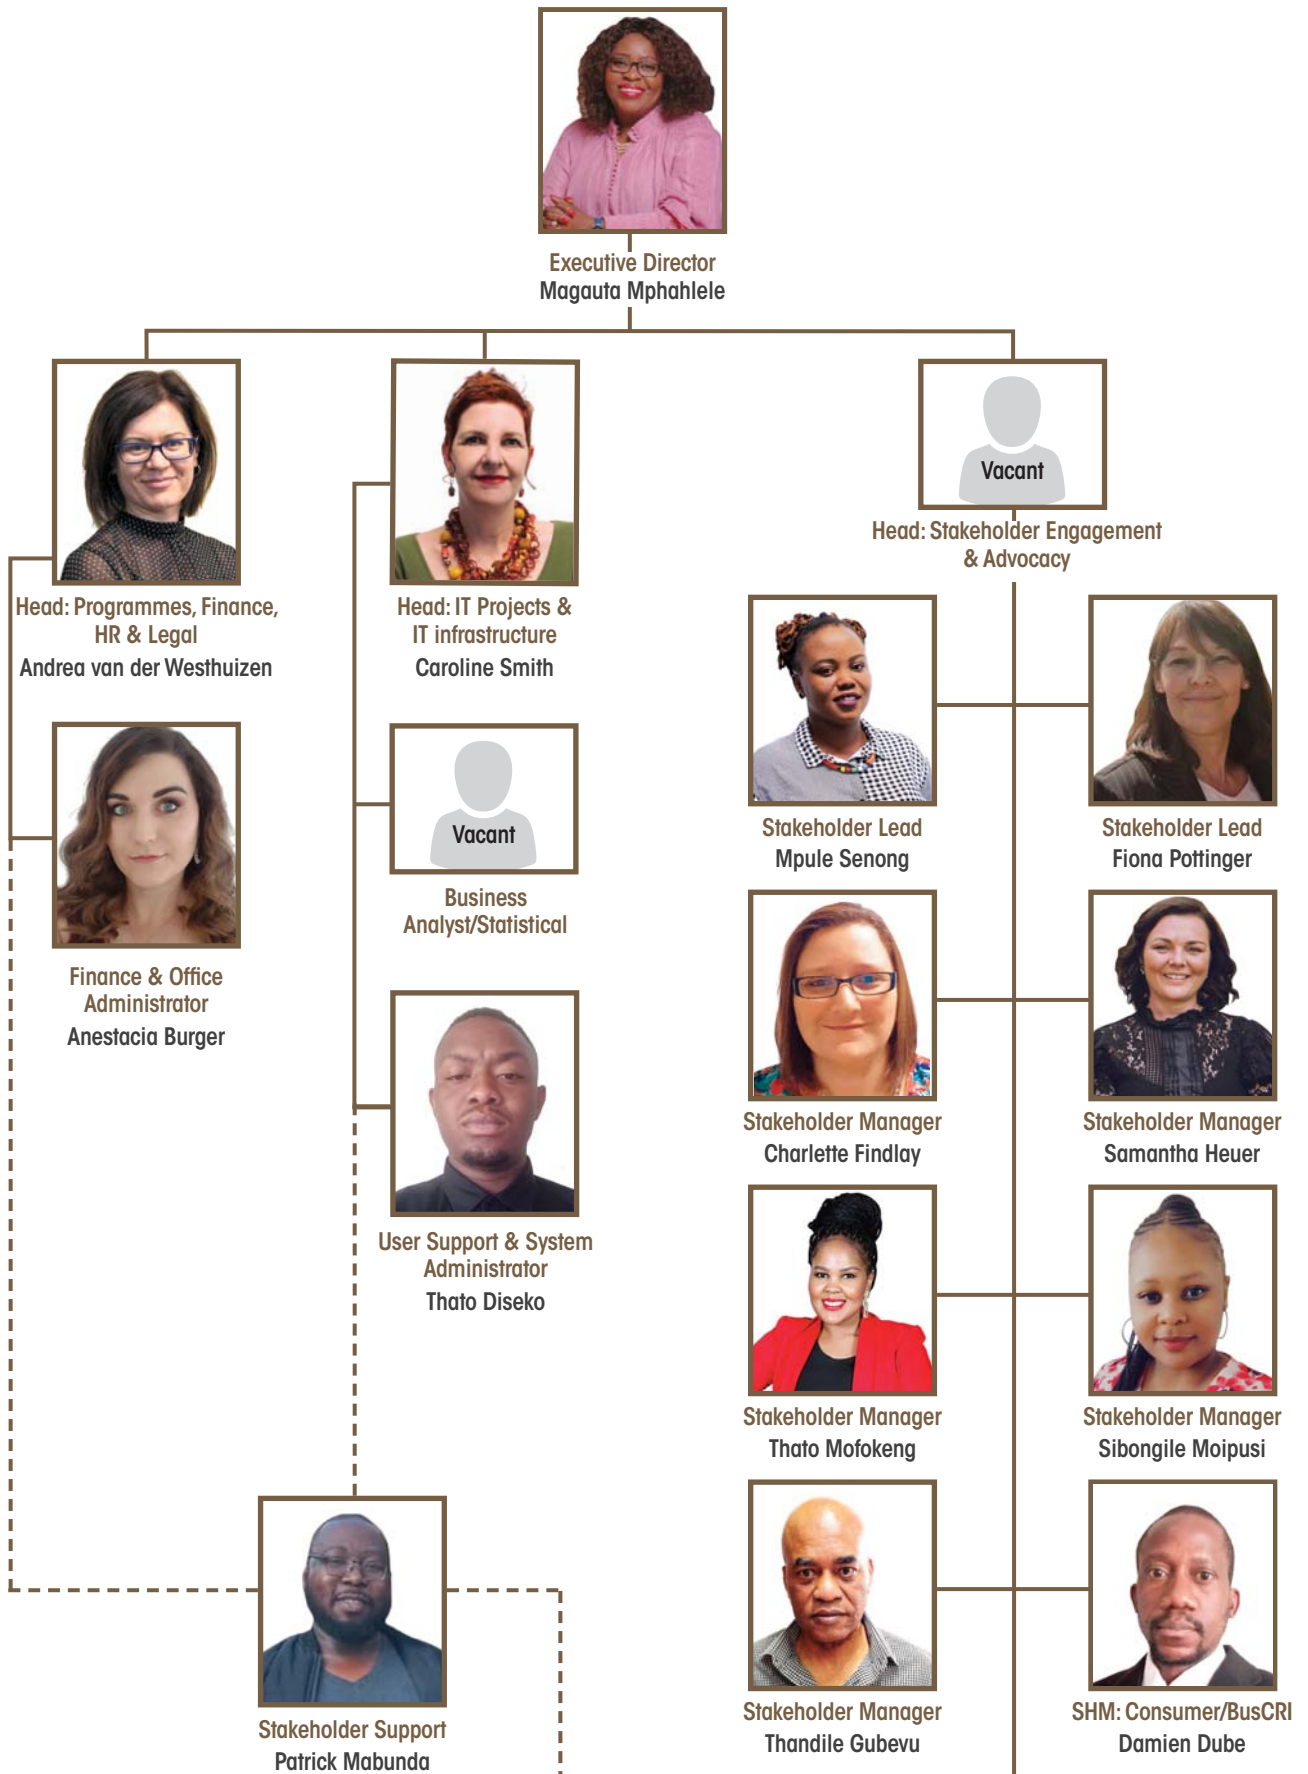 Executive Director
Magauta Mphahlele
Head: Programmes, Finance,
HR & Legal
Andrea van der Westhuizen
Head: IT Projects &
IT infrastructure
Caroline Smith
Vacant
Head: Stakeholder Engagement
& Advocacy
Finance & Office
Administrator
Anestacia Burger
Vacant
Business
Analyst/Statistical
User Support & System
Administrator
Thato Diseko
Stakeholder Lead
Mpule Senong
Stakeholder Lead
Fiona Pottinger
Stakeholder Manager
Charlette Findlay
Stakeholder Manager
Samantha Heuer
Stakeholder Manager
Thato Mofokeng
Stakeholder Manager
Sibongile Moipusi
Stakeholder Support
Patrick Mabunda
Stakeholder Manager
Thandile Gubevu
SHM: Consumer/BusCRI
Damien Dube